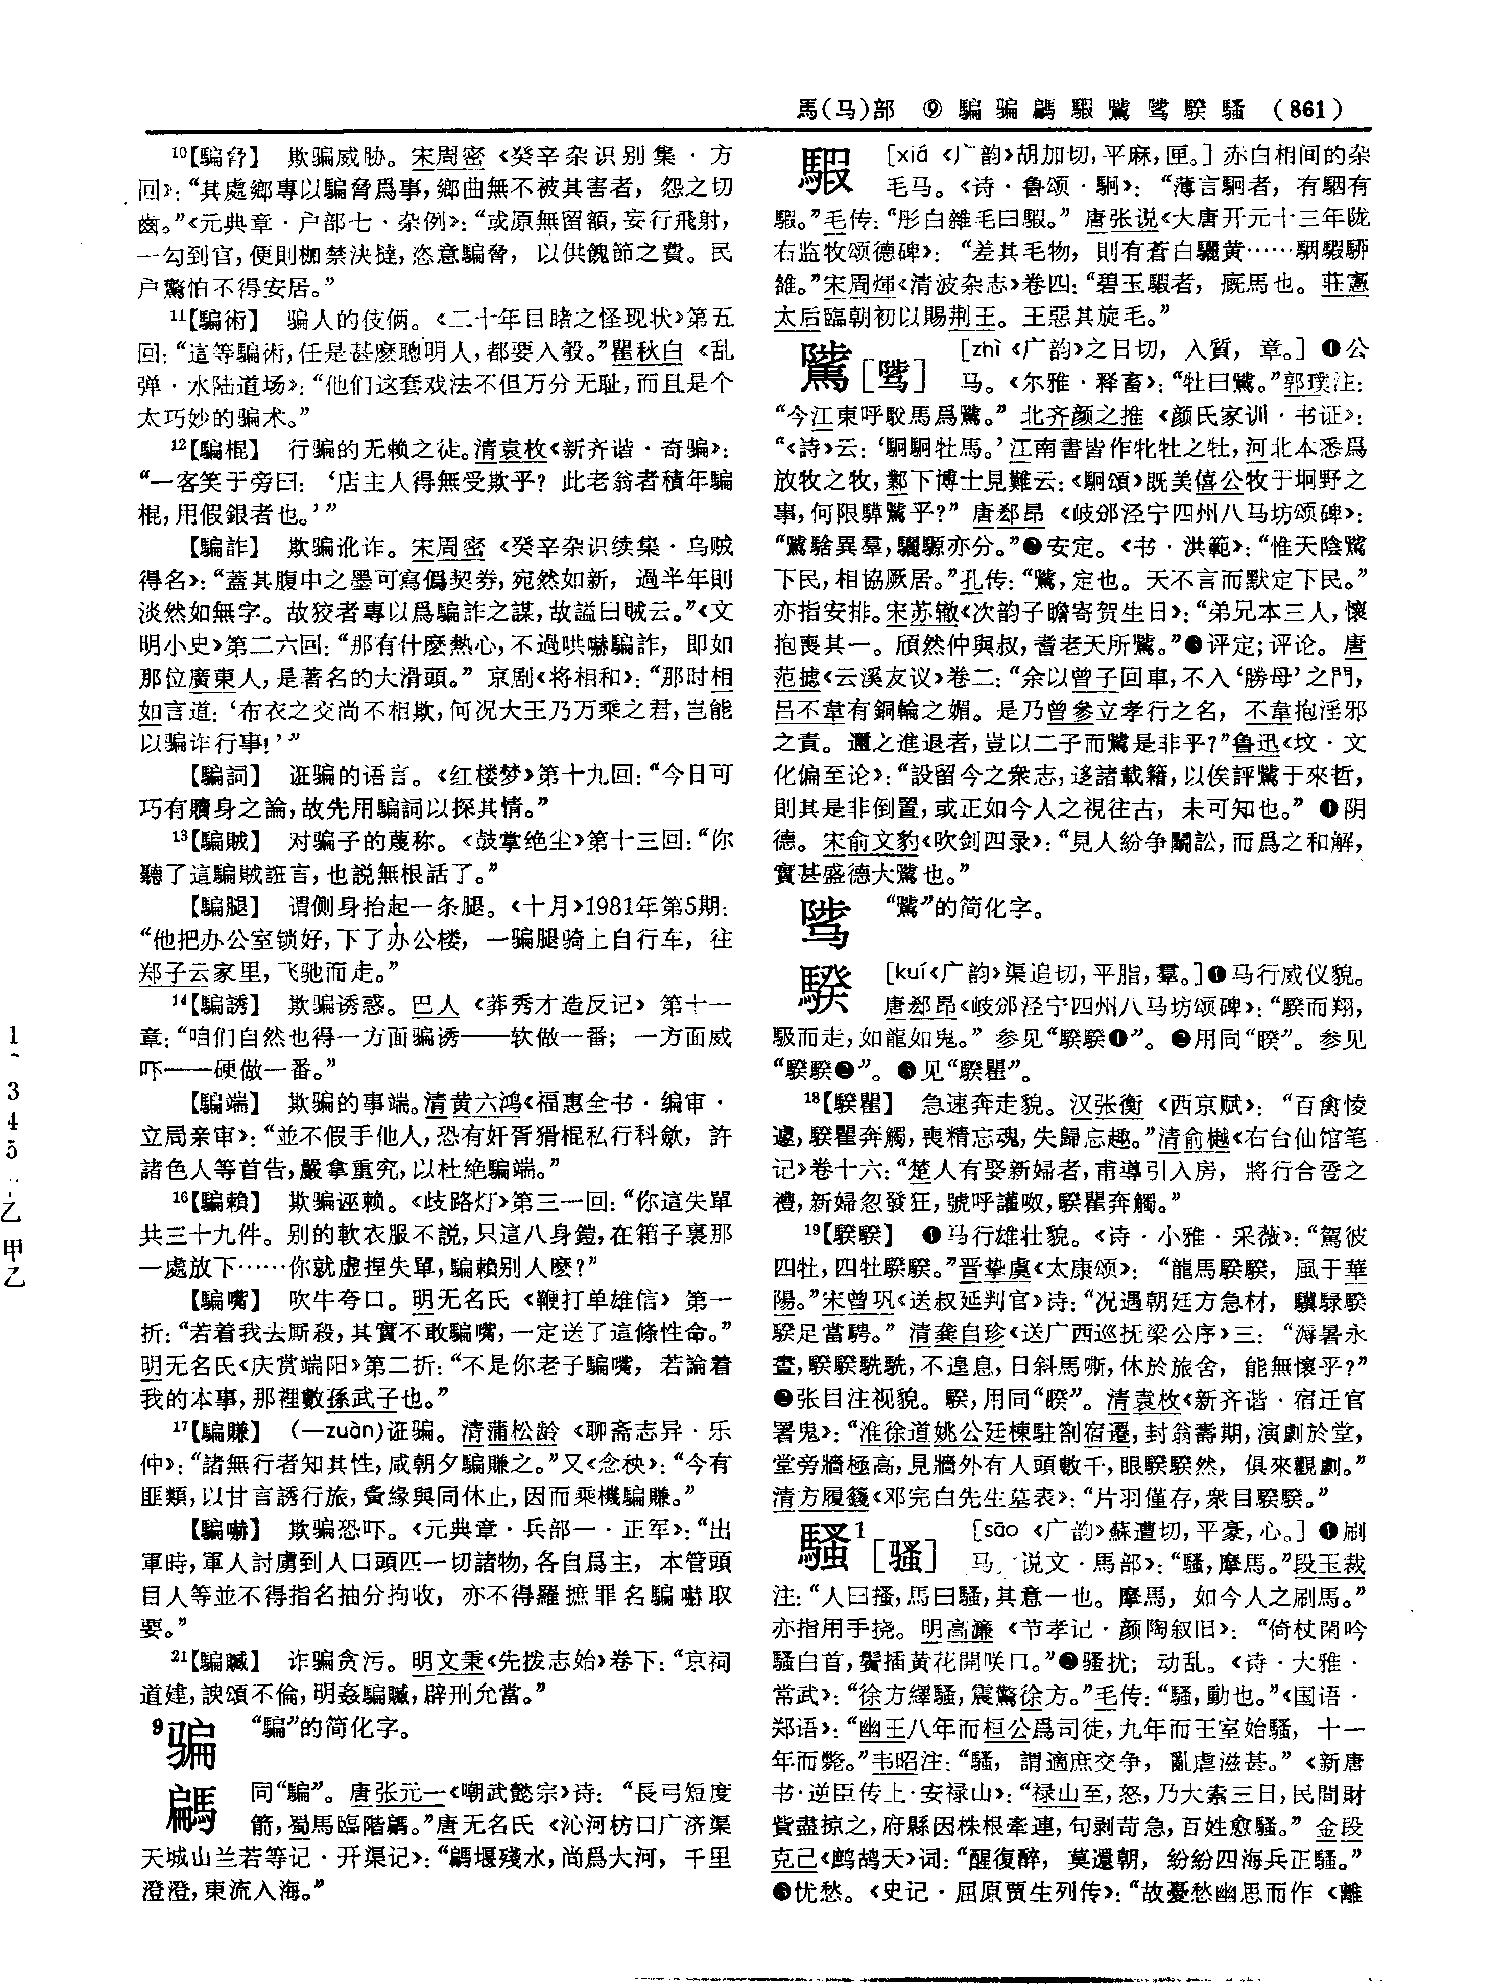 馬(马)部 ⑨ 騙 骗 騗 騢 騭 骘 騤 騷 (861)
¹⁰【騙脅】 欺骗威胁。宋周密《癸辛杂识别集·方
回》：“其處鄉專以騙脅爲事，鄉曲無不被其害者，怨之切
齒。”《元典章·户部七·杂例》：“或原無留額，妄行飛射，
一勾到官，便則枷禁決撻，恣意騙脅，以供餽節之費。民
户驚怕不得安居。”
¹¹【騙術】 骗人的伎俩。《二十年目睹之怪现状》第五
回：“這等騙術，任是甚麽聰明人，都要入彀。”瞿秋白《乱
弹·水陆道场》：“他们这套戏法不但万分无耻，而且是个
太巧妙的骗术。”
¹²【騙棍】 行骗的无赖之徒。清袁枚《新齐谐·奇骗》：
“一客笑于旁曰：‘店主人得無受欺乎？此老翁者積年騙
棍，用假銀者也。’”
【騙詐】 欺骗讹诈。宋周密《癸辛杂识续集·乌贼
得名》：“蓋其腹中之墨可寫僞契劵，宛然如新，過半年則
淡然如無字。故狡者專以爲騙詐之謀，故謚曰賊云。”《文
明小史》第二六回：“那有什麽熱心，不過哄嚇騙詐，即如
那位廣東人，是著名的大滑頭。”京剧《将相和》：“那时相
如言道：‘布衣之交尚不相欺，何况大王乃万乘之君，岂能
以骗诈行事！’”
【騙詞】 诳骗的语言。《红楼梦》第十九回：“今日可
巧有贖身之論，故先用騙詞以探其情。”
¹³【騙賊】 对骗子的蔑称。《鼓掌绝尘》第十三回：“你
聽了這騙賊誑言，也説無根話了。”
【騙腿】 谓侧身抬起一条腿。《十月》1981年第5期：
“他把办公室锁好，下了办公楼，一骗腿骑上自行车，往
郑子云家里，飞驰而走。”
¹⁴【騙誘】 欺骗诱惑。巴人《莽秀才造反记》第十一
章：“咱们自然也得一方面骗诱——软做一番；一方面威
吓——硬做一番。”
【騙端】 欺骗的事端。清黄六鸿《福惠全书·编审·
立局亲审》：“並不假手他人，恐有奸胥猾棍私行科斂，許
諸色人等首告，嚴拿重究，以杜絶騙端。”
¹⁶【騙賴】 欺骗诬赖。《歧路灯》第三一回：“你這失單
共三十九件。别的軟衣服不説，只這八身鎧，在箱子裏那
一處放下……你就虚捏失單，騙賴别人麽？”
【騙嘴】 吹牛夸口。明无名氏《鞭打单雄信》第一
折：“若着我去厮殺，其實不敢騙嘴，一定送了這條性命。”
明无名氏《庆赏端阳》第二折：“不是你老子騙嘴，若論着
我的本事，那裡數孫武子也。”
¹⁷【騙賺】 (—zuàn)诓骗。清蒲松龄《聊斋志异·乐
仲》：“諸無行者知其性，咸朝夕騙賺之。”又《念秧》：“今有
匪類，以甘言誘行旅，夤缘與同休止，因而乘機騙賺。”
【騙嚇】 欺骗恐吓。《元典章·兵部一·正军》：“出
軍時，軍人討虜到人口頭匹一切諸物，各自爲主，本管頭
目人等並不得指名抽分拘收，亦不得羅摭罪名騙嚇取
要。”
²¹【騙贓】 诈骗贪污。明文秉《先拨志始》卷下：“京祠
道建，諛頌不倫，明姦騙贓，辟刑允當。”
⁹骗 “騙”的简化字。
騗 同“騙”。唐张元一《嘲武懿宗》诗：“長弓短度
箭，蜀馬臨階騗。”唐无名氏《沁河枋口广济渠
天城山兰若等记·开渠记》：“騗堰殘水，尚爲大河，千里
澄澄，東流入海。”
騢 [xiá《广韵》胡加切，平麻，匣。]赤白相间的杂
毛马。《诗·鲁颂·駉》：“薄言駉者，有駰有
騢。”毛传：“彤白雜毛曰騢。”唐张说《大唐开元十三年陇
右监牧颂德碑》：“差其毛物，則有蒼白驪黄……駰騢騂
雒。”宋周煇《清波杂志》卷四：“碧玉騢者，廐馬也。莊憲
太后臨朝初以賜荆王。王惡其旋毛。”
騭[骘] [zhì《广韵》之日切，入質，章。]❶公
马。《尔雅·释畜》：“牡曰騭。”郭璞注：
“今江東呼駁馬爲騭。”北齐颜之推《颜氏家训·书证》：
“《詩》云：‘駉駉牡馬。’江南書皆作牝牡之牡，河北本悉爲
放牧之牧，鄴下博士見難云：《駉頌》既美僖公牧于坰野之
事，何限騲騭乎？”唐郄昂《岐邠泾宁四州八马坊颂碑》：
“騭騇異羣，驪騵亦分。”❷安定。《书·洪範》：“惟天陰騭
下民，相協厥居。”孔传：“騭，定也。天不言而默定下民。”
亦指安排。宋苏辙《次韵子瞻寄贺生日》：“弟兄本三人，懷
抱喪其一。頎然仲與叔，耆老天所騭。”❸评定；评论。唐
范摅《云溪友议》卷二：“余以曾子回車，不入‘勝母’之門，
吕不韋有銅輪之媚。是乃曾參立孝行之名，不韋抱淫邪
之責。邇之進退者，豈以二子而騭是非乎？”鲁迅《坟·文
化偏至论》：“設留今之衆志，迻諸載籍，以俟評騭于來哲，
則其是非倒置，或正如今人之視往古，未可知也。”❹阴
德。宋俞文豹《吹剑四录》：“見人紛争鬭訟，而爲之和解，
實甚盛德大騭也。”
骘 “騭”的简化字。
騤 [kuí《广韵》渠追切，平脂，羣。]❶马行威仪貌。
唐郄昂《岐邠泾宁四州八马坊颂碑》：“騤而翔，
駊而走，如龍如鬼。”参见“騤騤❶”。❷用同“睽”。参见
“騤騤❷”。❸见“騤瞿”。
¹⁸【騤瞿】 急速奔走貌。汉张衡《西京赋》：“百禽㥄
遽，騤瞿奔觸，喪精忘魂，失歸忘趣。”清俞樾《右台仙馆笔
记》卷十六：“楚人有娶新婦者，甫導引入房，將行合卺之
禮，新婦忽發狂，號呼讙呶，騤瞿奔觸。”
¹⁹【騤騤】 ❶马行雄壮貌。《诗·小雅·采薇》：“駕彼
四牡，四牡騤騤。”晋挚虞《太康颂》：“龍馬騤騤，風于華
陽。”宋曾巩《送叔延判官》诗：“况遇朝廷方急材，驥騄騤
騤足當騁。”清龚自珍《送广西巡抚梁公序》三：“溽暑永
晝，騤騤駪駪，不遑息，日斜馬嘶，休於旅舍，能無懷乎？”
❷张目注视貌。騤，用同“睽”。清袁枚《新齐谐·宿迁官
署鬼》：“淮徐道姚公廷棟駐劄宿遷，封翁壽期，演劇於堂，
堂旁牆極高，見牆外有人頭數千，眼騤騤然，俱來觀劇。”
清方履籛《邓完白先生墓表》：“片羽僅存，衆目騤騤。”
騷¹[骚] [sāo《广韵》蘇遭切，平豪，心。]❶刷
马。《说文·馬部》：“騷，摩馬。”段玉裁
注：“人曰搔，馬曰騷，其意一也。摩馬，如今人之刷馬。”
亦指用手挠。明高濂《节孝记·颜陶叙旧》：“倚杖閑吟
騷白首，鬢插黄花開咲口。”❷骚扰；动乱。《诗·大雅·
常武》：“徐方繹騷，震驚徐方。”毛传：“騷，動也。”《国语·
郑语》：“幽王八年而桓公爲司徒，九年而王室始騷，十一
年而斃。”韦昭注：“騷，謂適庶交争，亂虐滋甚。”《新唐
书·逆臣传上·安禄山》：“禄山至，怒，乃大索三日，民間財
貲盡掠之，府縣因株根牽連，句剥苛急，百姓愈騷。”金段
克己《鹧鸪天》词：“醒復醉，莫還朝，紛紛四海兵正騷。”
❸忧愁。《史记·屈原贾生列传》：“故憂愁幽思而作《離
1、
3
4
5
乙
甲
乙